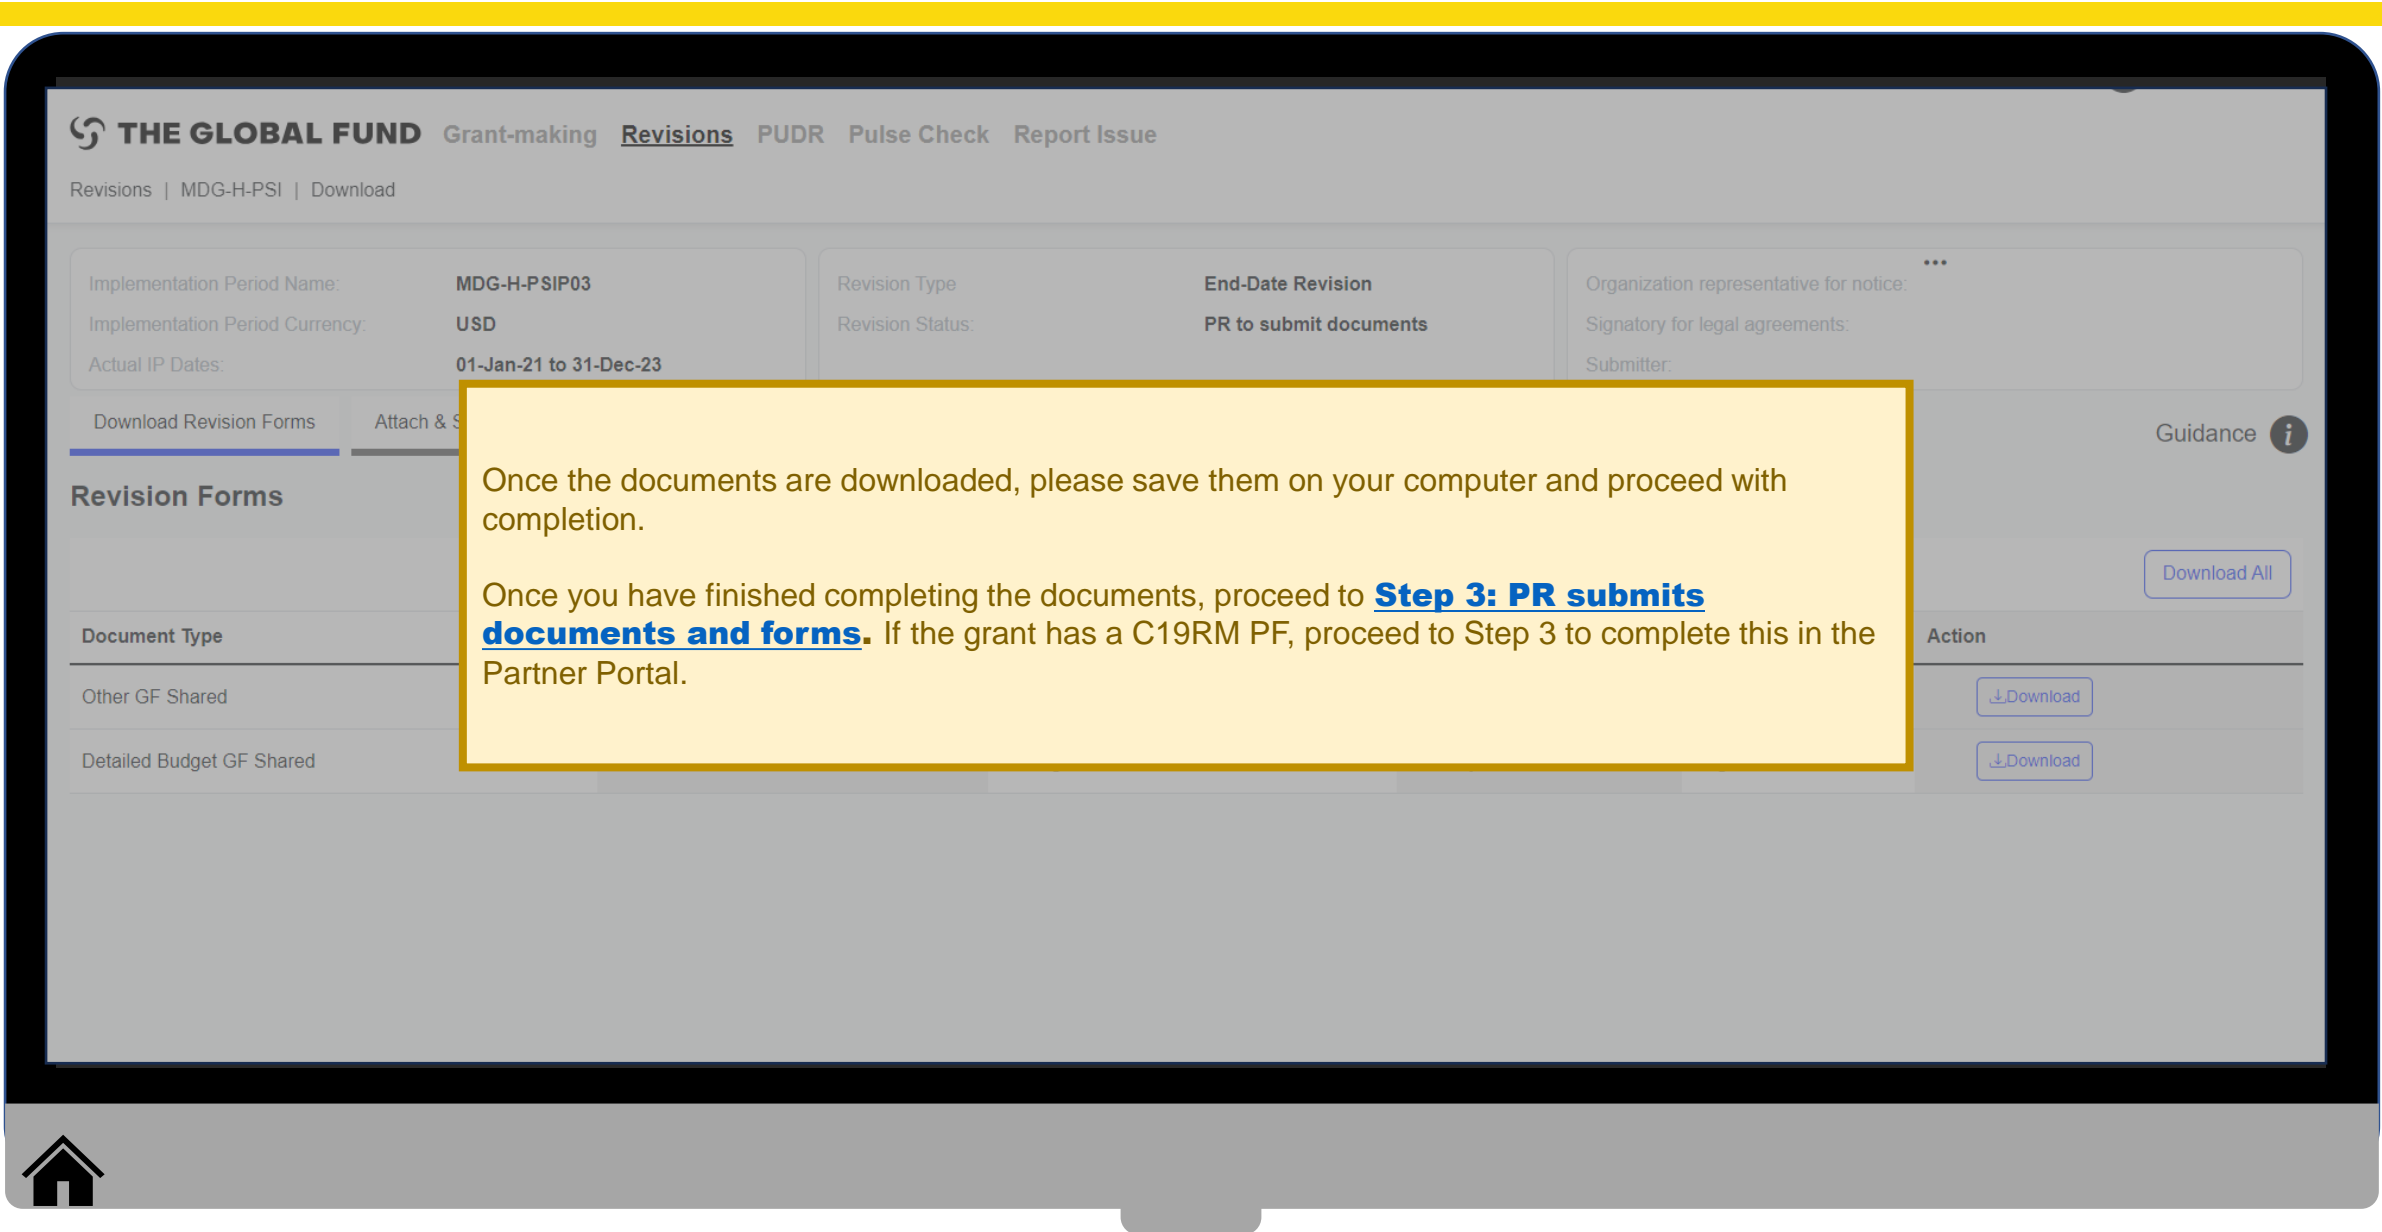 THE GLOBAL FUND Grant-making Revisions PUDR Pulse Check Report Issue
Revisions | MDG-H-PSI | Download
Implementation Period Name: MDG-H-PSIP03 Revision Type End-Date Revision Organization representative for notice:
...
Implementation Period Currency: USD Revision Status: PR to submit documents Signatory for legal agreements:
Actual IP Dates: 01-Jan-21 to 31-Dec-23 Submitter:
Download Revision Forms Attach & Guidance i
Revision Forms
Once the documents are downloaded, please save them on your computer and proceed with
completion.
Once you have finished completing the documents, proceed to Step 3: PR submits
documents and forms. If the grant has a C19RM PF, proceed to Step 3 to complete this in the
Partner Portal.
Download All
Document Type Action
Other GF Shared Download
Detailed Budget GF Shared Download